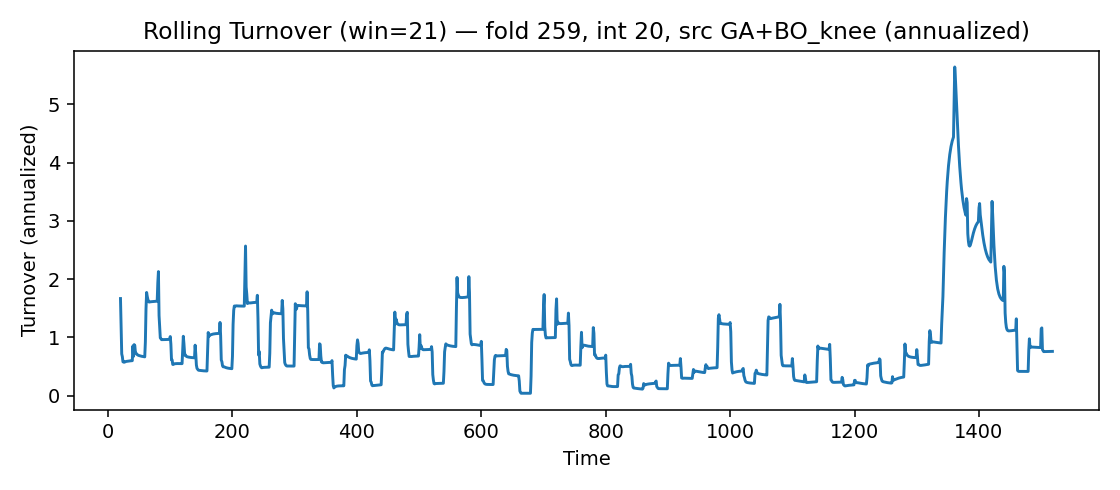 Rolling Turnover (win=21) — fold 259, int 20, src GA+BO_knee (annualized)
Turnover (annualized)
5
4
3
2
1
0
0 200 400 600 800 1000 1200 1400
Time